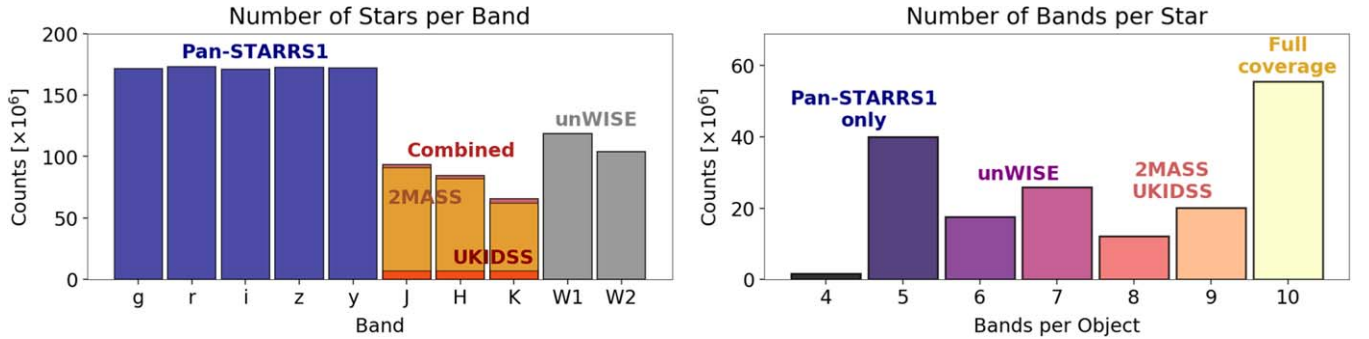 Number of Stars per Band
Counts [×10⁶]
200
150
100
50
0
Pan-STARRS1
Combined
2MASS
UKIDSS
unWISE
g r i z y J H K W1 W2
Band
Number of Bands per Star
Counts [×10⁶]
60
40
20
0
Pan-STARRS1
only
unWISE
2MASS
UKIDSS
Full
coverage
4 5 6 7 8 9 10
Bands per Object